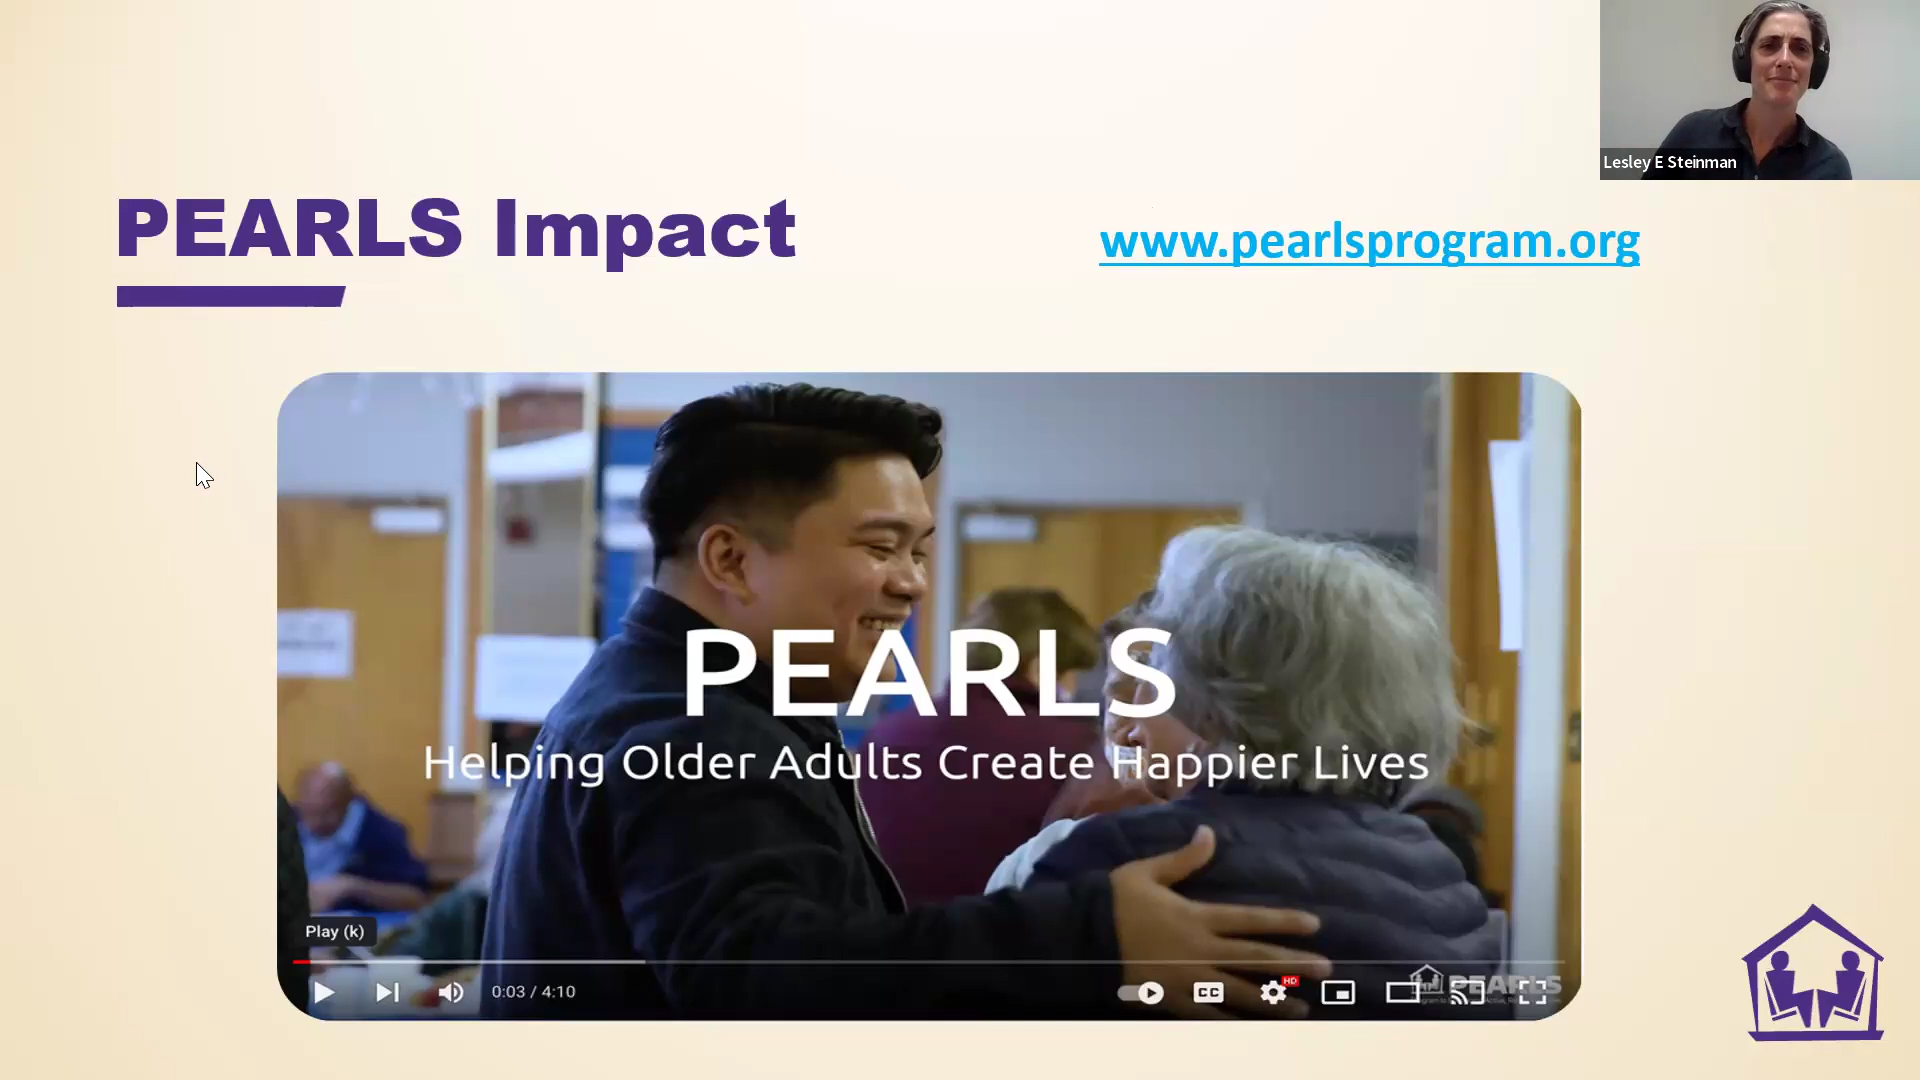 Lesley E Steinman
PEARLS Impact
www.pearlsprogram.org
PEARLS
Helping Older Adults Create Happier Lives
Play (k)
0:03 / 4:10
CC
HD
PEARLS